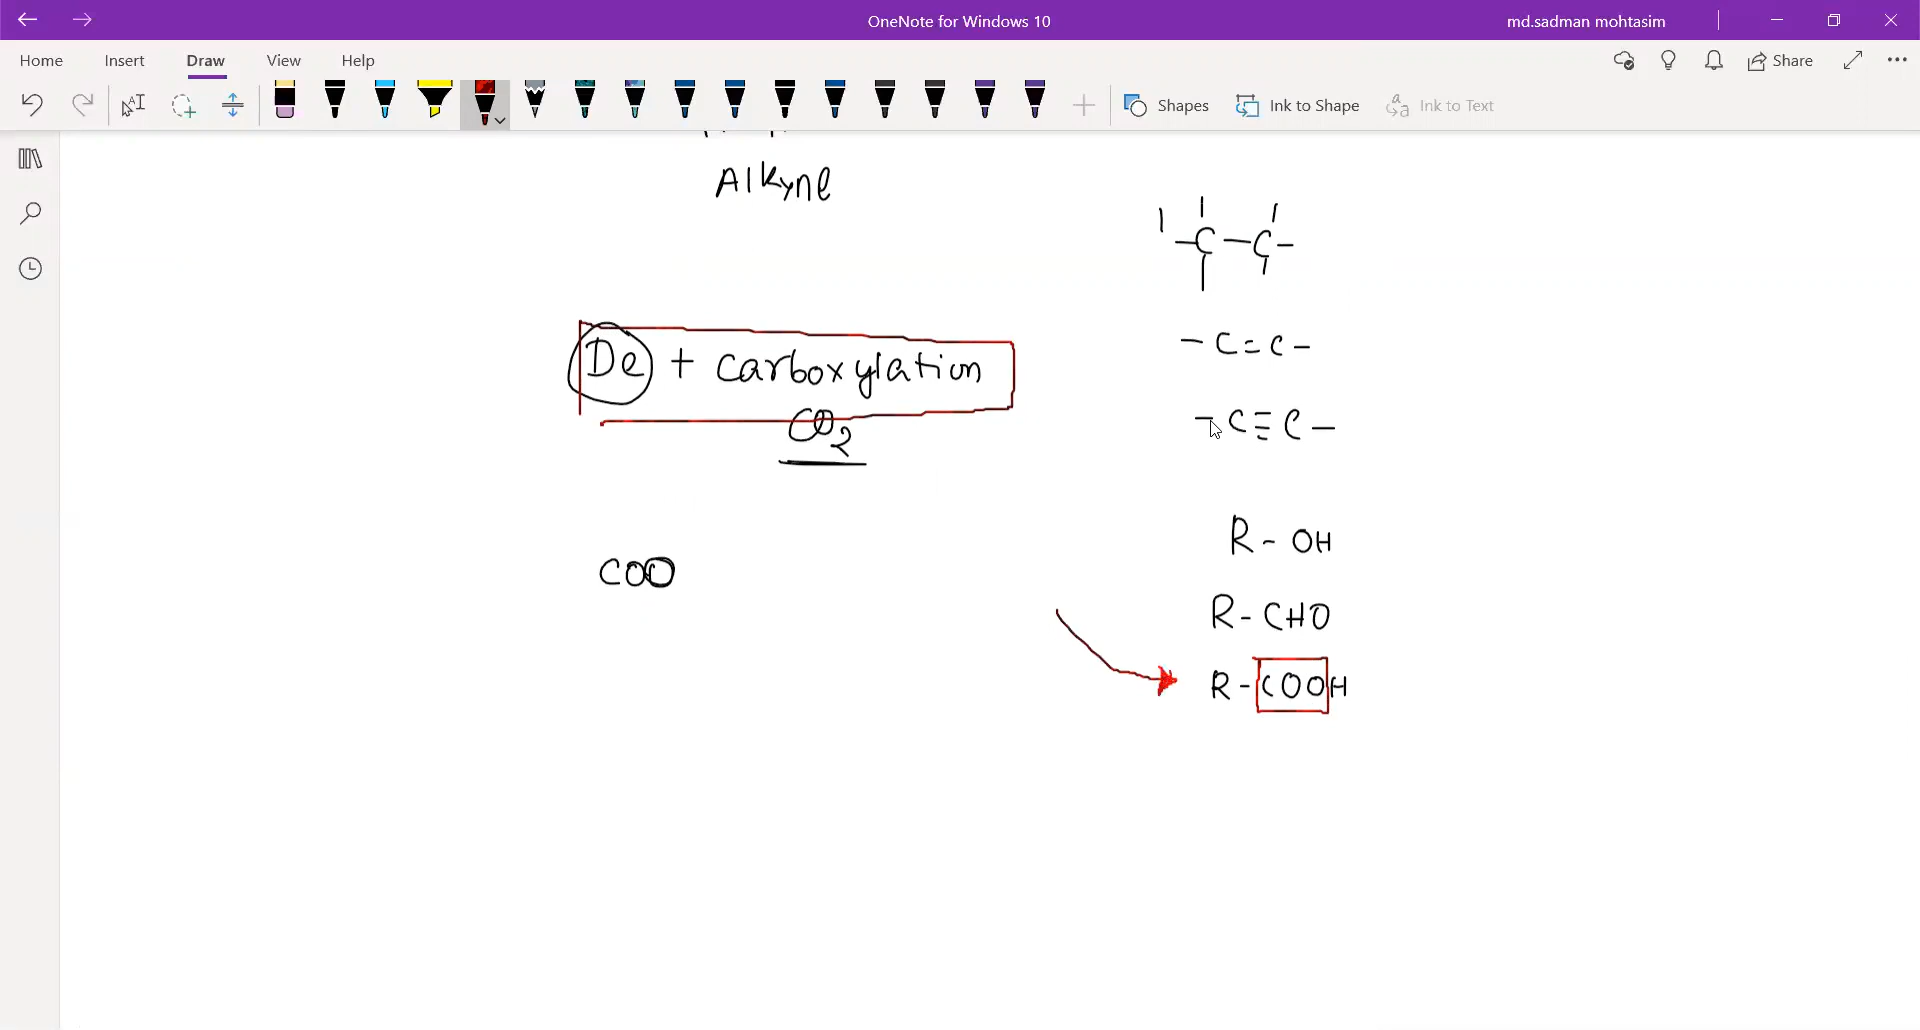 OneNote for Windows 10
md.sadman mohtasim
Home Insert Draw View Help
Share
Shapes Ink to Shape Ink to Text
Alkyne
De + carboxylation
CO2
COO
-C-C-
-C=C-
-C≡C-
R-OH
R-CHO
R-COOH